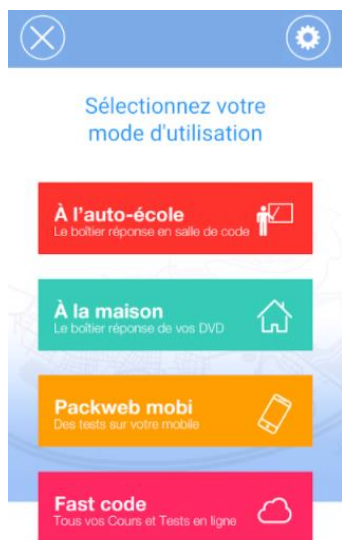 Sélectionnez votre
mode d'utilisation
À l'auto-école
Le boîtier réponse en salle de code
À la maison
Le boîtier réponse de vos DVD
Packweb mobi
Des tests sur votre mobile
Fast code
Tous vos Cours et Tests en ligne